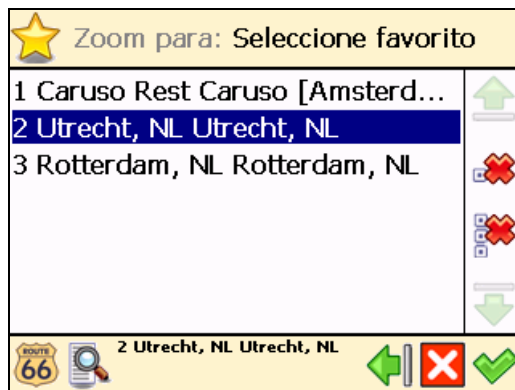 Zoom para: Seleccione favorito
1 Caruso Rest Caruso [Amsterd...
2 Utrecht, NL Utrecht, NL
3 Rotterdam, NL Rotterdam, NL
ROUTE
66
2 Utrecht, NL Utrecht, NL